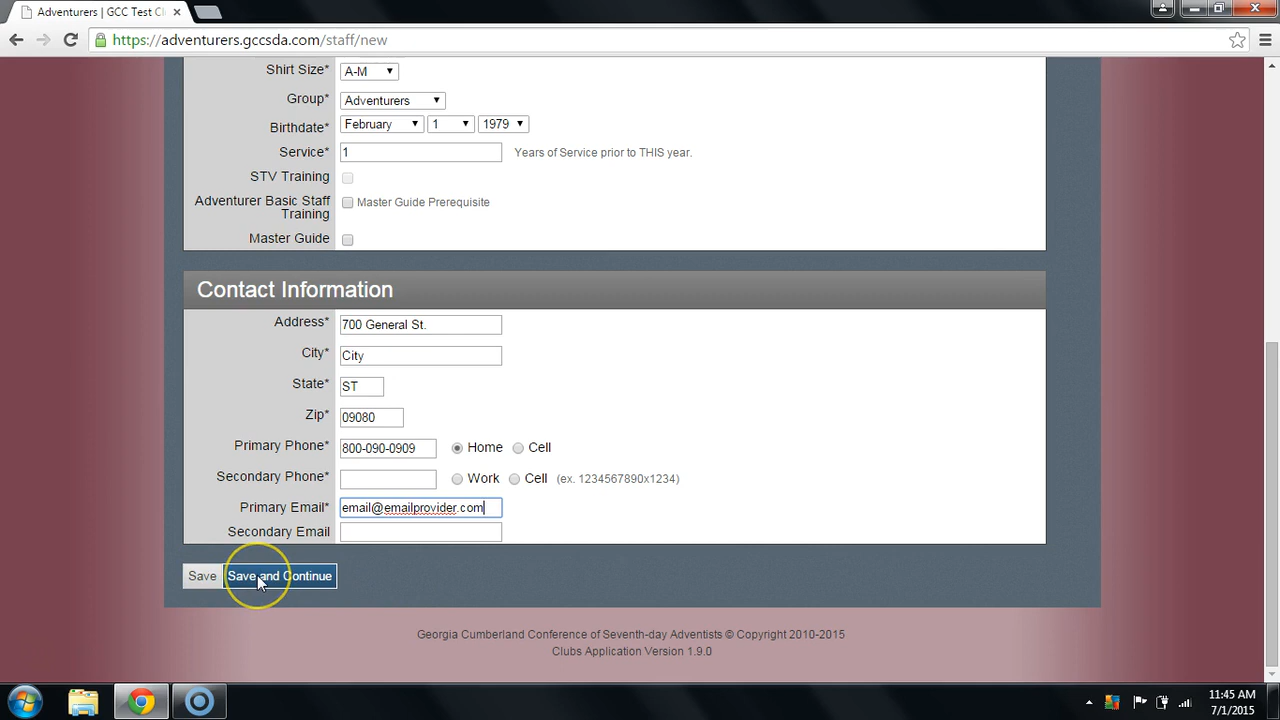 Adventurers | GCC Test Cl
https://adventurers.gccsda.com/staff/new
Shirt Size* A-M
Group* Adventurers
Birthdate* February 1 1979
Service* 1 Years of Service prior to THIS year.
STV Training
Adventurer Basic Staff
Training Master Guide Prerequisite
Master Guide
Contact Information
Address* 700 General St.
City* City
State* ST
Zip* 09080
Primary Phone* 800-090-0909 Home Cell
Secondary Phone* Work Cell (ex. 1234567890x1234)
Primary Email* email@emailprovider.com
Secondary Email
Save Save and Continue
Georgia Cumberland Conference of Seventh-day Adventists © Copyright 2010-2015
Clubs Application Version 1.9.0
11:45 AM
7/1/2015